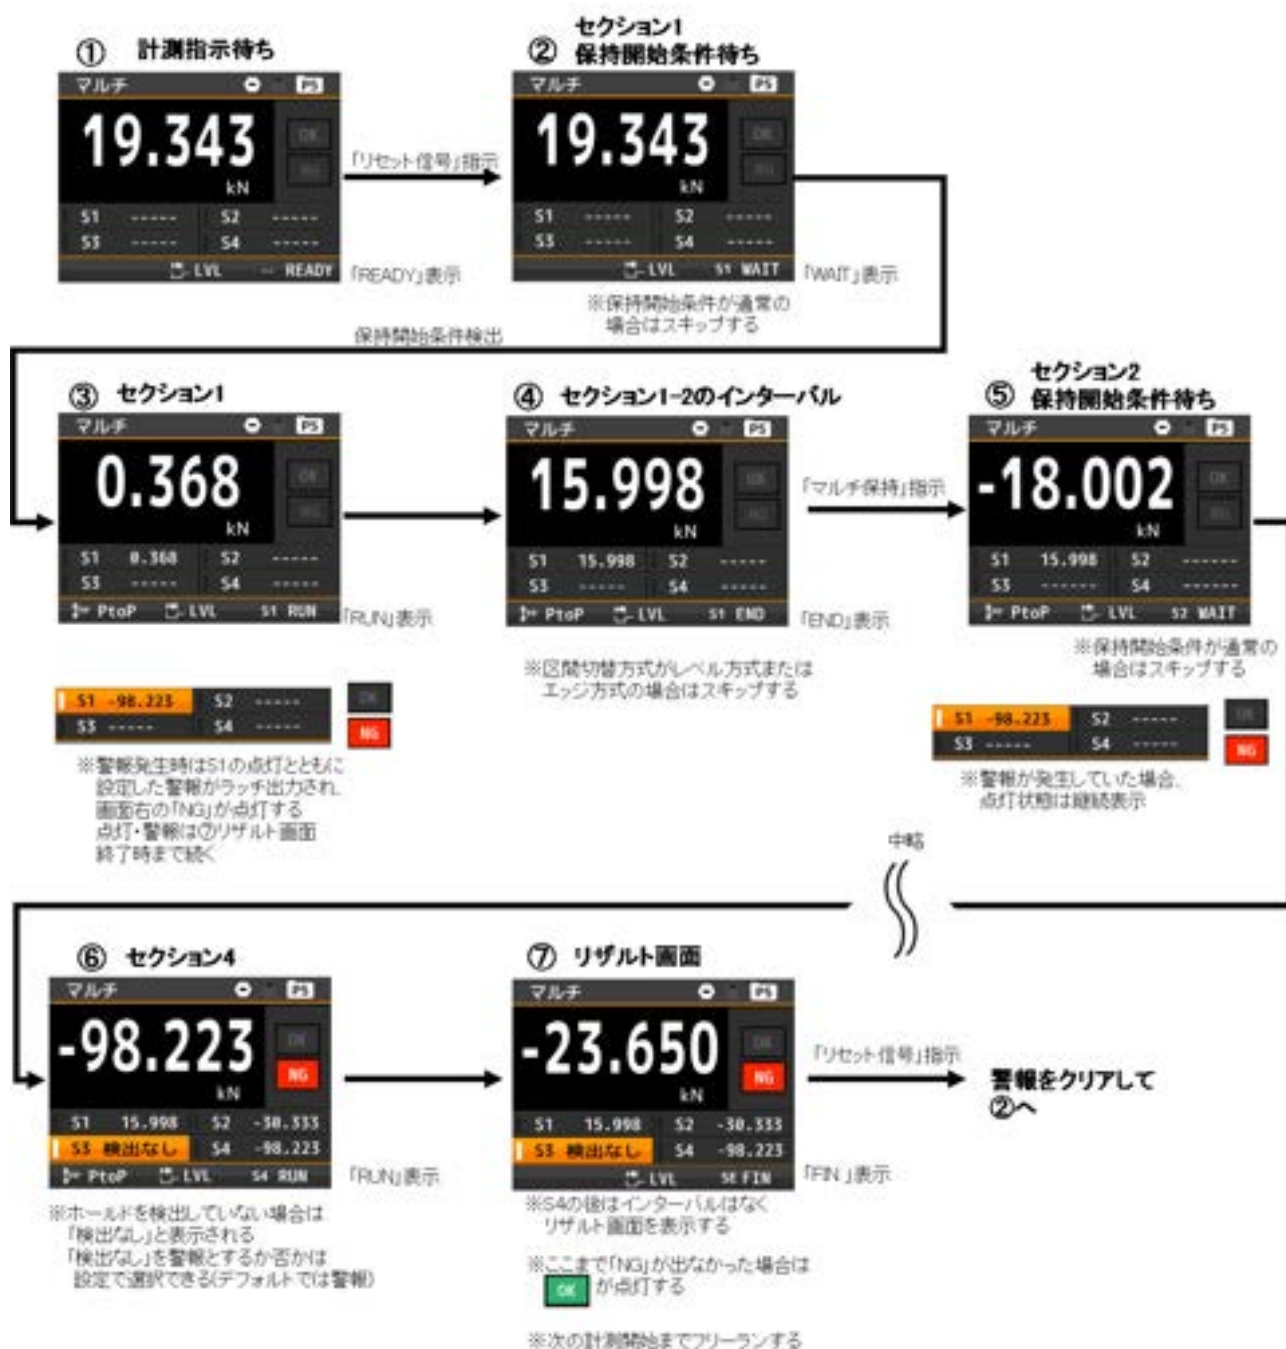 ① 計測指示待ち
マルチ P5
19.343
OK
NG
kN
S1 ----- S2 -----
S3 ----- S4 -----
LVL -- READY
「READY」表示
「リセット信号」指示
② セクション1
保持開始条件待ち
マルチ P5
19.343
OK
NG
kN
S1 ----- S2 -----
S3 ----- S4 -----
LVL S1 WAIT
「WAIT」表示
※保持開始条件が通常の
場合はスキップする
保持開始条件検出
③ セクション1
マルチ P5
0.368
OK
NG
kN
S1 0.368 S2 -----
S3 ----- S4 -----
PtoP LVL S1 RUN
「RUN」表示
S1 -98.223 S2 -----
S3 ----- S4 -----
OK
NG
※警報発生時はS1の点灯とともに
設定した警報がラッチ出力され、
画面右の「NG」が点灯する
点灯・警報は⑦リザルト画面
終了時まで続く
④ セクション1-2のインターバル
マルチ P5
15.998
OK
NG
kN
S1 15.998 S2 -----
S3 ----- S4 -----
PtoP LVL S1 END
「END」表示
※区間切替方式がレベル方式または
エッジ方式の場合はスキップする
「マルチ保持」指示
⑤ セクション2
保持開始条件待ち
マルチ P5
-18.002
OK
NG
kN
S1 15.998 S2 ------
S3 ------ S4 ------
PtoP LVL S2 WAIT
※保持開始条件が通常の
場合はスキップする
S1 -98.223 S2 -----
S3 ----- S4 -----
OK
NG
※警報が発生していた場合、
点灯状態は継続表示
中略
⑥ セクション4
マルチ P5
-98.223
OK
NG
kN
S1 15.998 S2 -30.333
S3 検出なし S4 -98.223
PtoP LVL S4 RUN
「RUN」表示
※ホールドを検出していない場合は
「検出なし」と表示される
「検出なし」を警報とするか否かは
設定で選択できる(デフォルトでは警報)
⑦ リザルト画面
マルチ P5
-23.650
OK
NG
kN
S1 15.998 S2 -30.333
S3 検出なし S4 -98.223
LVL FIN
「FIN」表示
※S4の後はインターバルはなく
リザルト画面を表示する
※ここまで「NG」が出なかった場合は
OK が点灯する
※次の計測開始までフリーランする
「リセット信号」指示
警報をクリアして
②へ